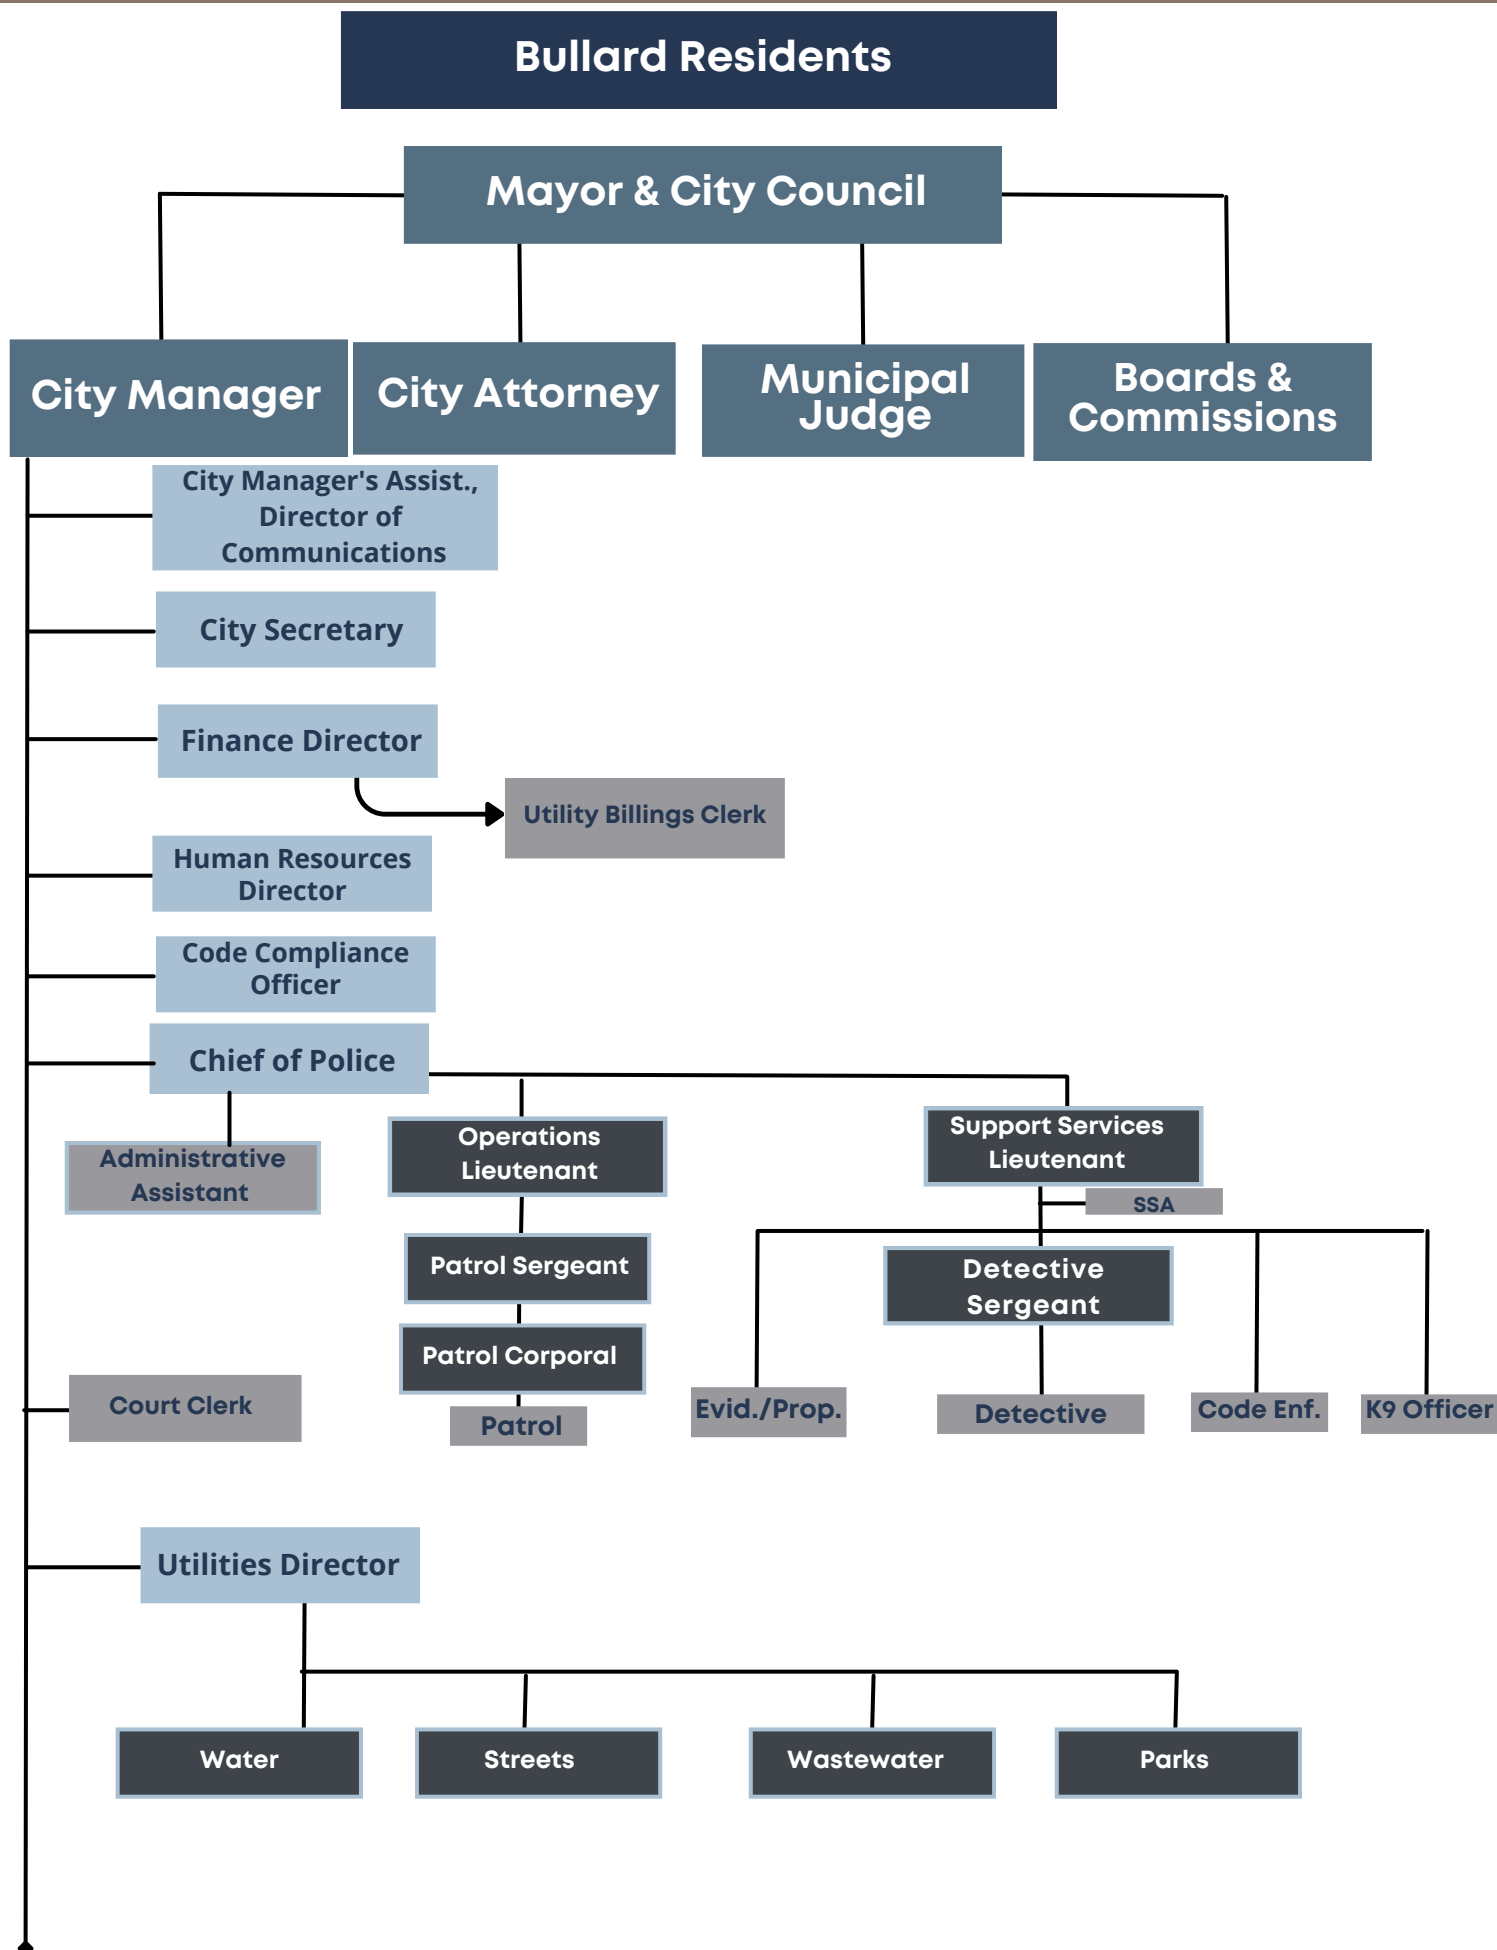 Bullard Residents
Mayor & City Council
City Manager
City Attorney
Municipal
Judge
Boards &
Commissions
City Manager's Assist.,
Director of
Communications
City Secretary
Finance Director
Utility Billings Clerk
Human Resources
Director
Code Compliance
Officer
Chief of Police
Administrative
Assistant
Operations
Lieutenant
Support Services
Lieutenant
SSA
Patrol Sergeant
Detective
Sergeant
Patrol Corporal
Court Clerk
Patrol
Evid./Prop.
Detective
Code Enf.
K9 Officer
Utilities Director
Water
Streets
Wastewater
Parks